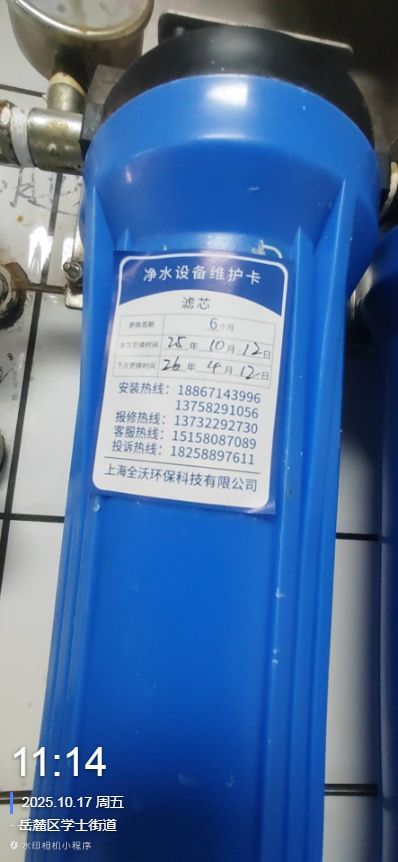 净水设备维护卡
滤芯
更换周期 6个月
本次更换时间 25年10月12日
下次更换时间 26年4月12日
安装热线：18867143996
13758291056
报修热线：13732292730
客服热线：15158087089
投诉热线：18258897611
上海全沃环保科技有限公司
11:14
2025.10.17 周五
·岳麓区学士街道
水印相机小程序